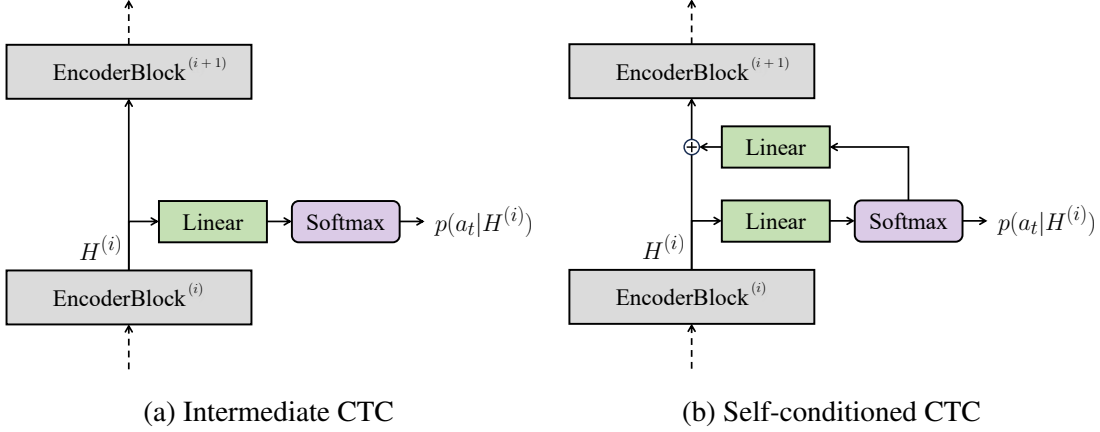 EncoderBlock^(i+1)
Linear
Softmax
p(a_t|H^(i))
H^(i)
EncoderBlock^(i)
(a) Intermediate CTC
EncoderBlock^(i+1)
Linear
Linear
Softmax
p(a_t|H^(i))
H^(i)
EncoderBlock^(i)
(b) Self-conditioned CTC